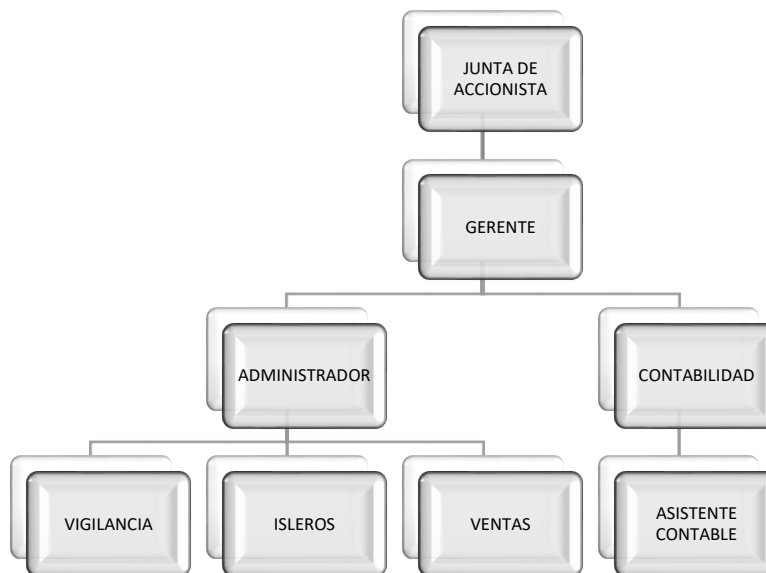 JUNTA DE
ACCIONISTA
GERENTE
ADMINISTRADOR
CONTABILIDAD
VIGILANCIA
ISLEROS
VENTAS
ASISTENTE
CONTABLE